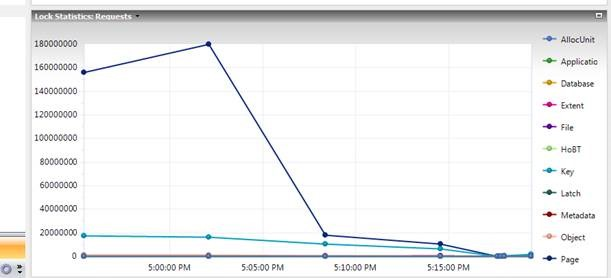 Lock Statistics: Requests
180000000
160000000
140000000
120000000
100000000
80000000
60000000
40000000
20000000
0
5:00:00 PM 5:05:00 PM 5:10:00 PM 5:15:00 PM
AllocUnit
Applicatio
Database
Extent
File
HoBT
Key
Latch
Metadata
Object
Page